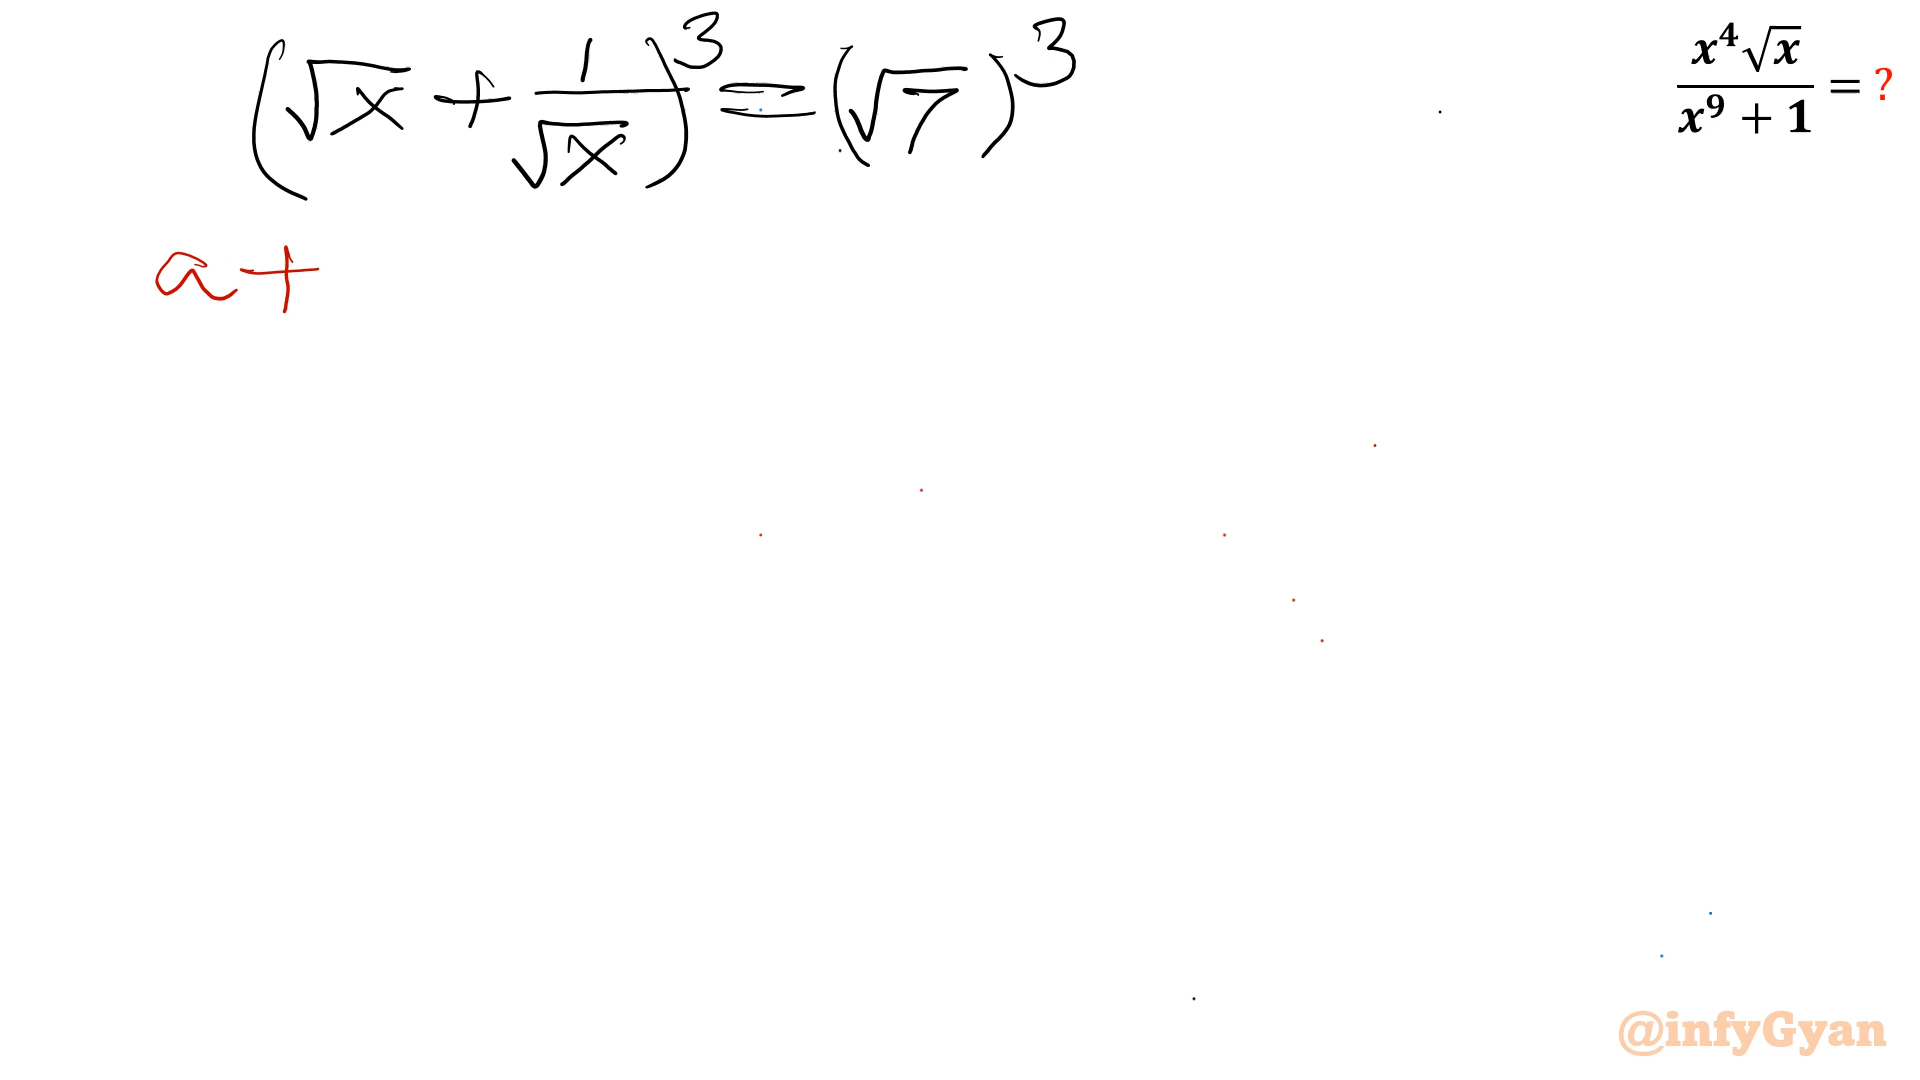 (√x + 1/√x)³ = (√7)³
x⁴√x / x⁹ + 1 = ?
a +
@infyGyan